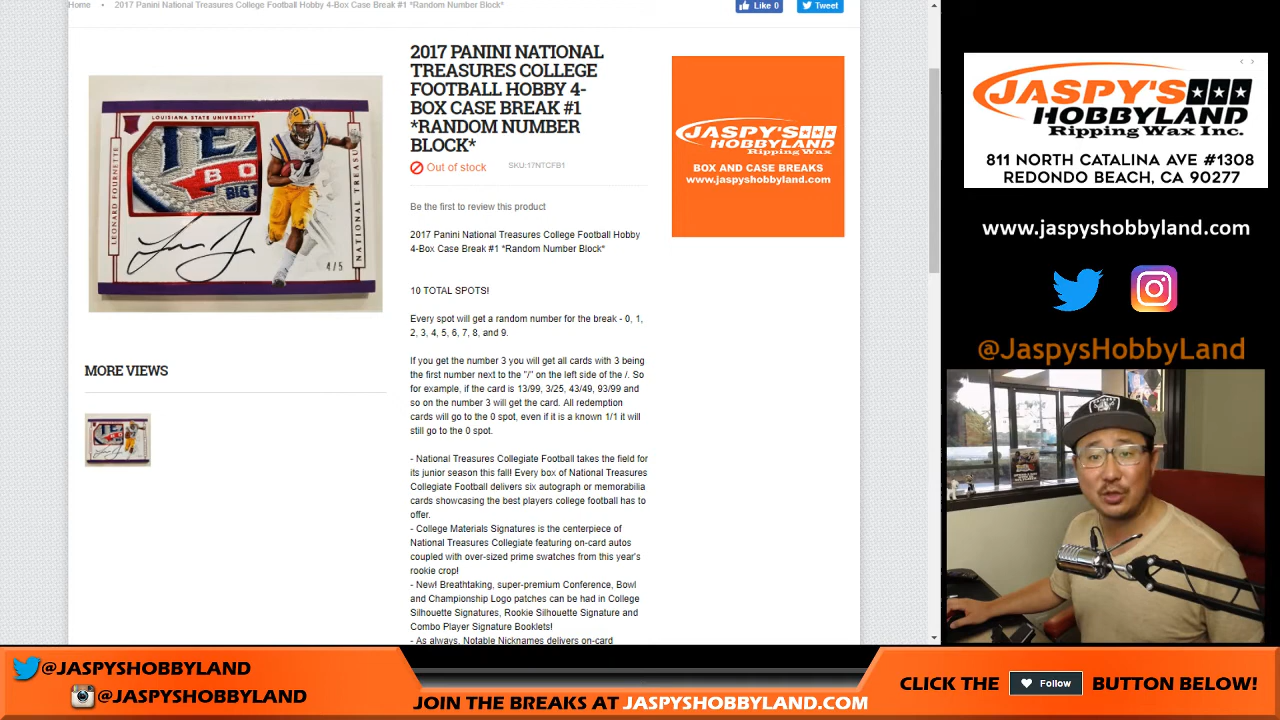 Home • 2017 Panini National Treasures College Football Hobby 4-Box Case Break #1 *Random Number Block*
Like 0
Tweet
2017 PANINI NATIONAL
TREASURES COLLEGE
FOOTBALL HOBBY 4-
BOX CASE BREAK #1
*RANDOM NUMBER
BLOCK*
Out of stock
SKU:17NTCFB1
Be the first to review this product
2017 Panini National Treasures College Football Hobby
4-Box Case Break #1 *Random Number Block*
10 TOTAL SPOTS!
Every spot will get a random number for the break - 0, 1,
2, 3, 4, 5, 6, 7, 8, and 9.
If you get the number 3 you will get all cards with 3 being
the first number next to the "/" on the left side of the /. So
for example, if the card is 13/99, 3/25, 43/49, 93/99 and
so on the number 3 will get the card. All redemption
cards will go to the 0 spot, even if it is a known 1/1 it will
still go to the 0 spot.
- National Treasures Collegiate Football takes the field for
its junior season this fall! Every box of National Treasures
Collegiate Football delivers six autograph or memorabilia
cards showcasing the best players college football has to
offer.
- College Materials Signatures is the centerpiece of
National Treasures Collegiate featuring on-card autos
coupled with over-sized prime swatches from this year's
rookie crop!
- New! Breathtaking, super-premium Conference, Bowl
and Championship Logo patches can be had in College
Silhouette Signatures, Rookie Silhouette Signature and
Combo Player Signature Booklets!
- As always, Notable Nicknames delivers on-card
LOUISIANA STATE UNIVERSITY
LEONARD FOURNETTE
NATIONAL TREASURES
TEX
BO
BIG
4/5
MORE VIEWS
JASPY'S
HOBBYLAND
Ripping Wax
BOX AND CASE BREAKS
www.jaspyshobbyland.com
JASPY'S
HOBBYLAND
Ripping Wax Inc.
811 NORTH CATALINA AVE #1308
REDONDO BEACH, CA 90277
www.jaspyshobbyland.com
@JaspysHobbyLand
@JASPYSHOBBYLAND
@JASPYSHOBBYLAND
JOIN THE BREAKS AT JASPYSHOBBYLAND.COM
CLICK THE Follow BUTTON BELOW!